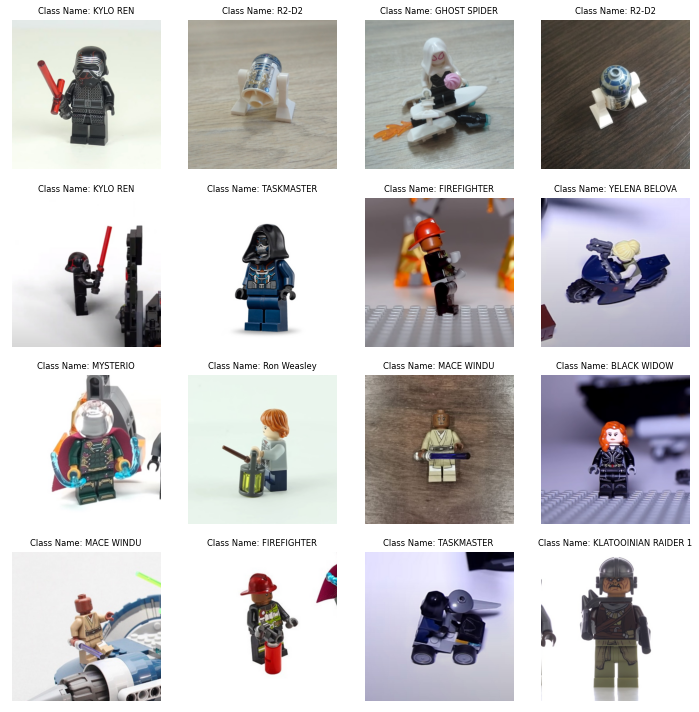 Class Name: KYLO REN
Class Name: R2-D2
Class Name: GHOST SPIDER
Class Name: R2-D2
Class Name: KYLO REN
Class Name: TASKMASTER
Class Name: FIREFIGHTER
Class Name: YELENA BELOVA
Class Name: MYSTERIO
Class Name: Ron Weasley
Class Name: MACE WINDU
Class Name: BLACK WIDOW
Class Name: MACE WINDU
Class Name: FIREFIGHTER
Class Name: TASKMASTER
Class Name: KLATOOINIAN RAIDER 1